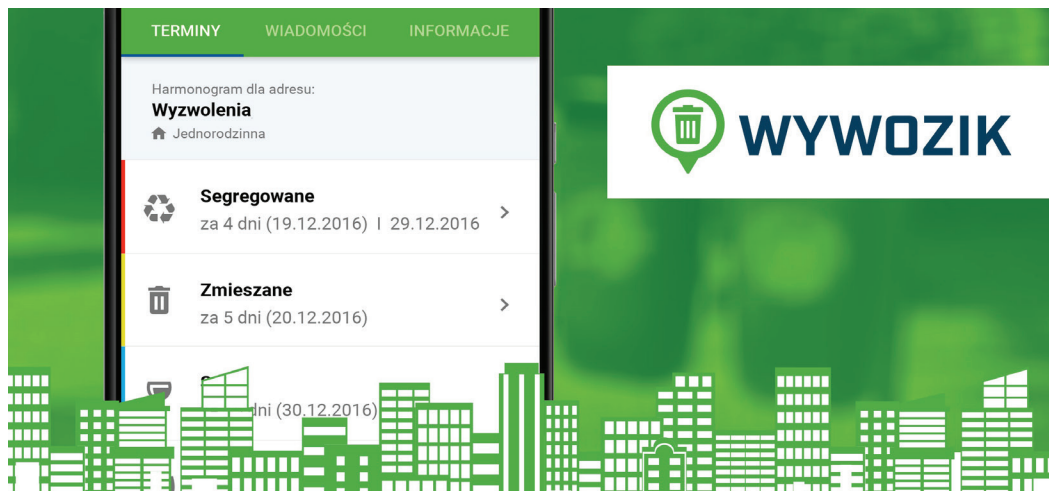 TERMINY WIADOMOŚCI INFORMACJE
Harmonogram dla adresu:
Wyzwolenia
Jednorodzinna
Segregowane
za 4 dni (19.12.2016) I 29.12.2016
Zmieszane
za 5 dni (20.12.2016)
dni (30.12.2016)
WYWOZIK